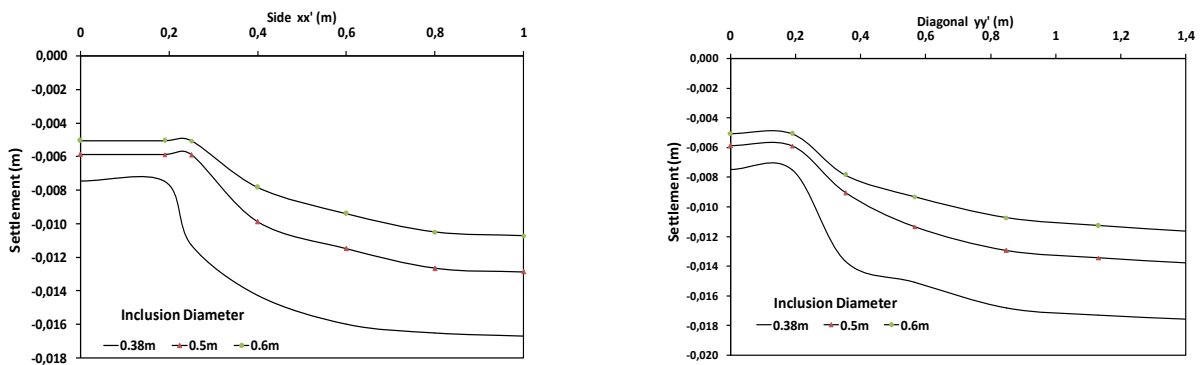 Side xx' (m)
0 0,2 0,4 0,6 0,8 1
0,000
-0,002
-0,004
-0,006
-0,008
-0,010
-0,012
-0,014
-0,016
-0,018
Settlement (m)
Inclusion Diameter
0.38m 0.5m 0.6m
Diagonal yy' (m)
0 0,2 0,4 0,6 0,8 1 1,2 1,4
0,000
-0,002
-0,004
-0,006
-0,008
-0,010
-0,012
-0,014
-0,016
-0,018
-0,020
Settlement (m)
Inclusion Diameter
0.38m 0.5m 0.6m